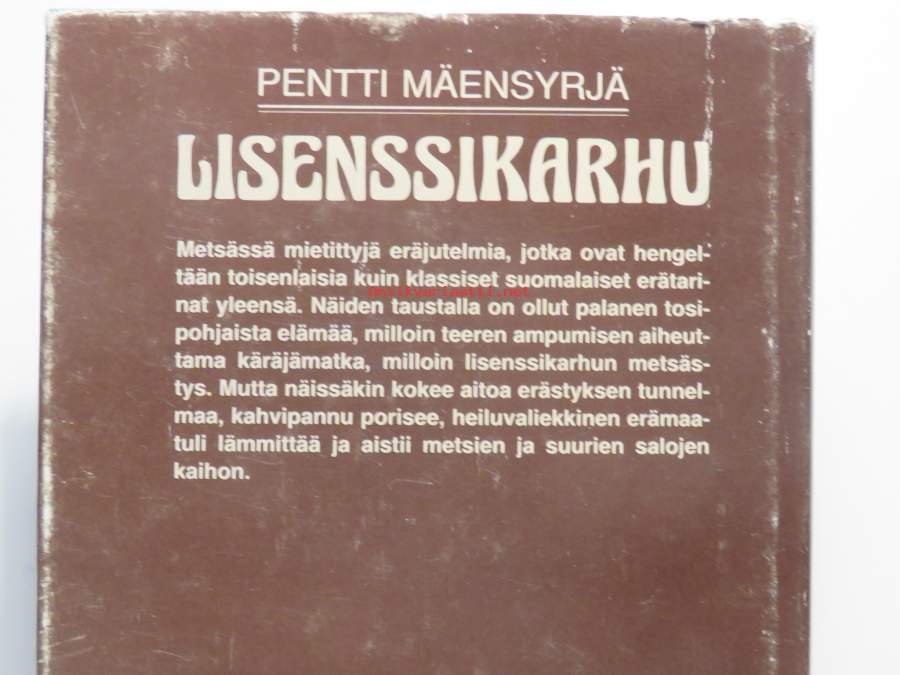 PENTTI MÄENSYRJÄ
LISENSSIKARHU
Metsässä mietittyjä eräjutelmia, jotka ovat hengel-
tään toisenlaisia kuin klassiset suomalaiset erätari-
antikvariaatti.net
nat yleensä. Näiden taustalla on ollut palanen tosi-
pohjaista elämää, milloin teeren ampumisen aiheut-
tama käräjämatka, milloin lisenssikarhun metsäs-
tys. Mutta näissäkin kokee aitoa erästyksen tunnel-
maa, kahvipannu porisee, heiluvaliekkinen erämaa-
tuli lämmittää ja aistii metsien ja suurien salojen
kaihon.